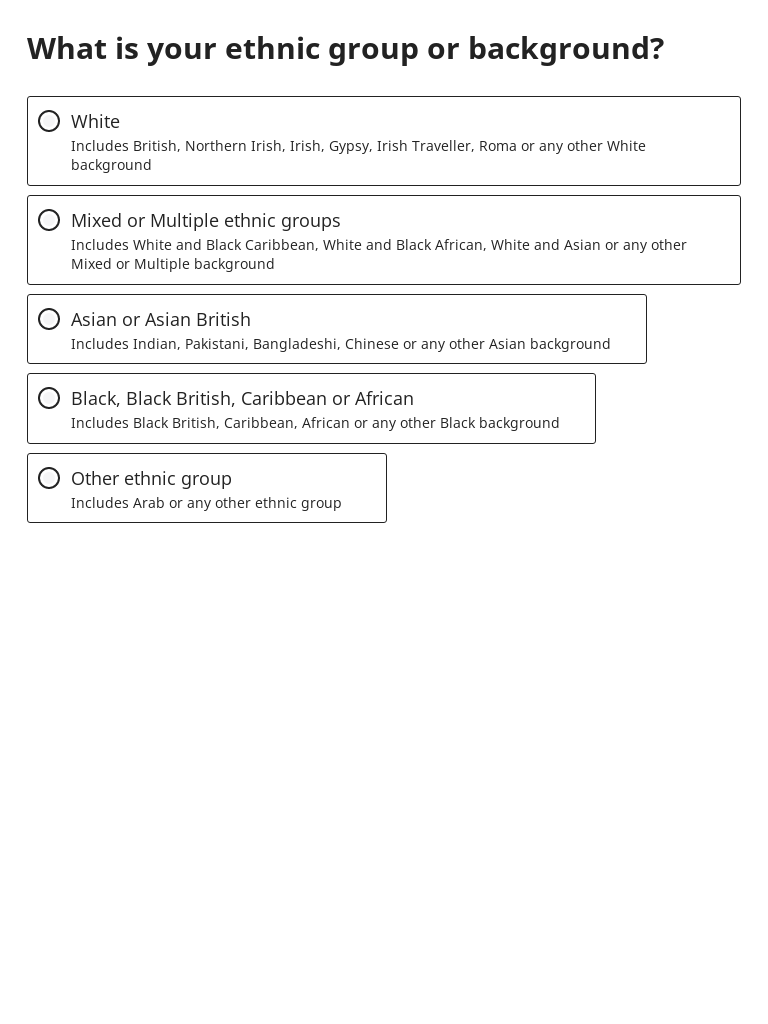 What is your ethnic group or background?
White
Includes British, Northern Irish, Irish, Gypsy, Irish Traveller, Roma or any other White
background
Mixed or Multiple ethnic groups
Includes White and Black Caribbean, White and Black African, White and Asian or any other
Mixed or Multiple background
Asian or Asian British
Includes Indian, Pakistani, Bangladeshi, Chinese or any other Asian background
Black, Black British, Caribbean or African
Includes Black British, Caribbean, African or any other Black background
Other ethnic group
Includes Arab or any other ethnic group